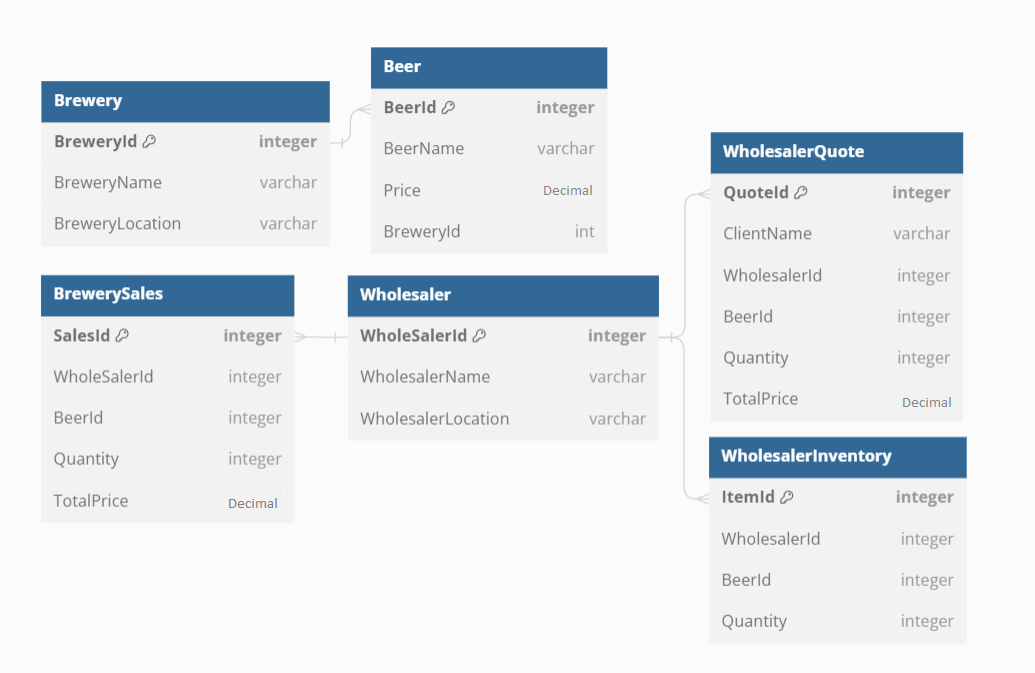 Brewery
BreweryId integer
BreweryName varchar
BreweryLocation varchar
Beer
BeerId integer
BeerName varchar
Price Decimal
BreweryId int
BrewerySales
SalesId integer
WholeSalerId integer
BeerId integer
Quantity integer
TotalPrice Decimal
Wholesaler
WholeSalerId integer
WholesalerName varchar
WholesalerLocation varchar
WholesalerQuote
QuoteId integer
ClientName varchar
WholesalerId integer
BeerId integer
Quantity integer
TotalPrice Decimal
WholesalerInventory
ItemId integer
WholesalerId integer
BeerId integer
Quantity integer